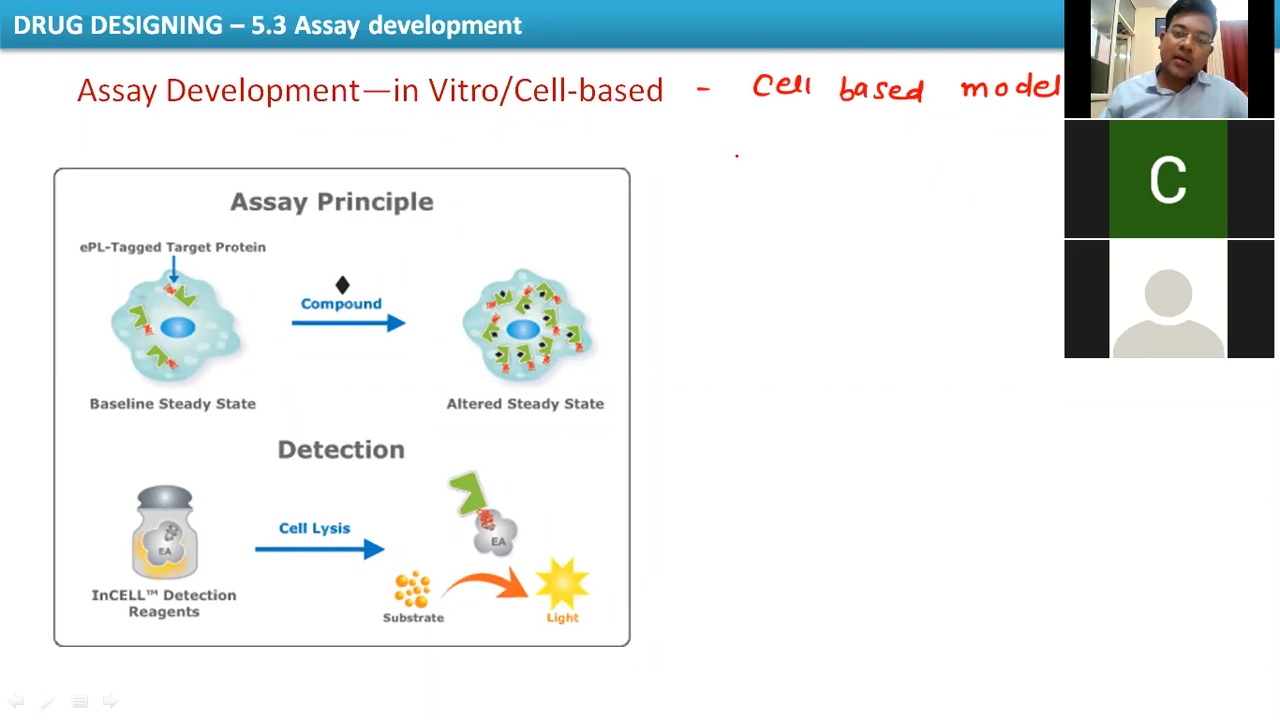 DRUG DESIGNING – 5.3 Assay development
Assay Development—in Vitro/Cell-based - Cell based model
Assay Principle
ePL-Tagged Target Protein
Compound
Baseline Steady State
Altered Steady State
Detection
Cell Lysis
EA
EA
InCELL™ Detection
Reagents
Substrate
Light
C